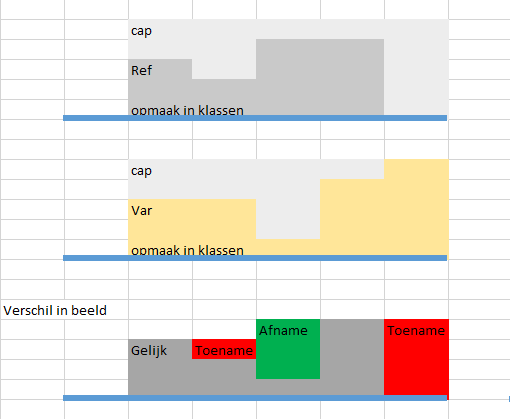 cap
Ref
opmaak in klassen
cap
Var
opmaak in klassen
Verschil in beeld
Afname
Toename
Gelijk
Toename